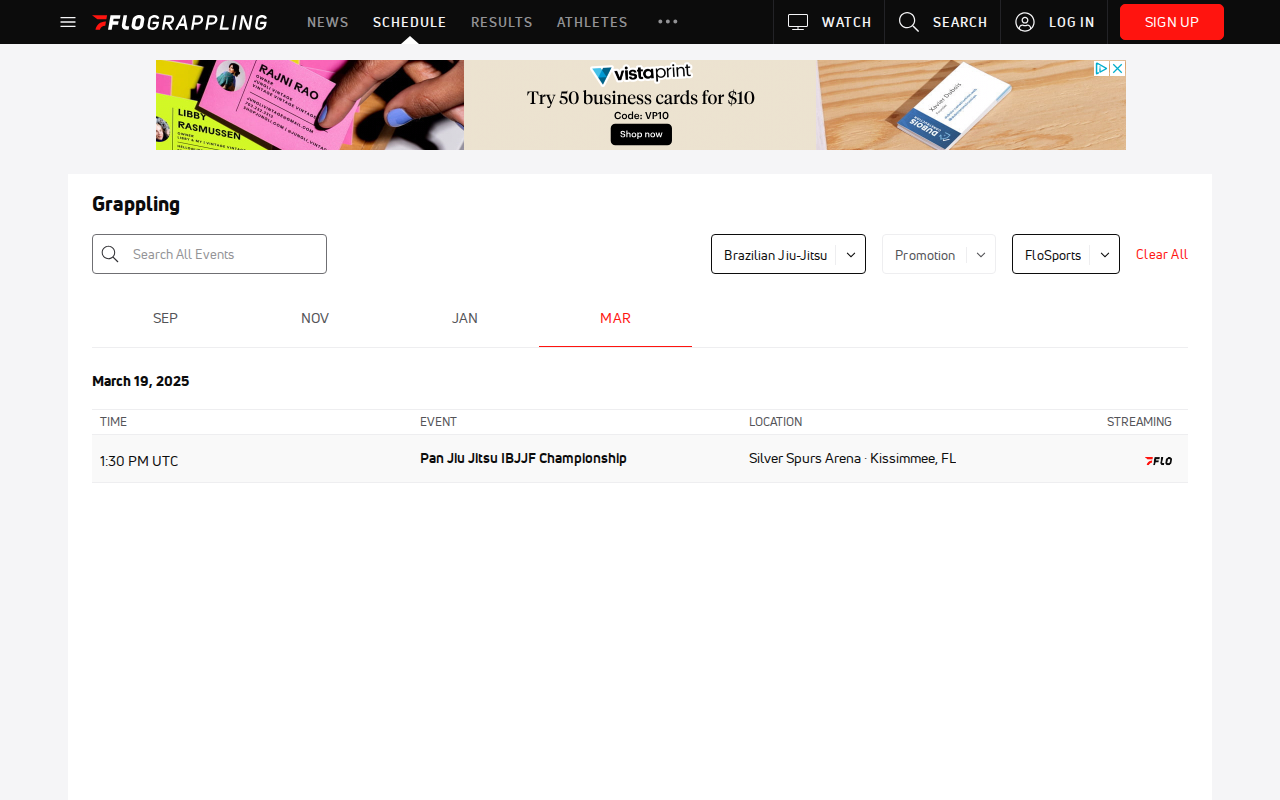 FLOGRAPPLING NEWS SCHEDULE RESULTS ATHLETES WATCH SEARCH LOG IN SIGN UP
RAJNI RAO
OWNER
LIBBY
RASMUSSEN
OWNER
vistaprint
Try 50 business cards for $10
Code: VP10
Shop now
Xavier Dubois
DUBOIS
Grappling
Search All Events
Brazilian Jiu-Jitsu
Promotion
FloSports
Clear All
SEP NOV JAN MAR
March 19, 2025
TIME EVENT LOCATION STREAMING
1:30 PM UTC Pan Jiu Jitsu IBJJF Championship Silver Spurs Arena · Kissimmee, FL FLO